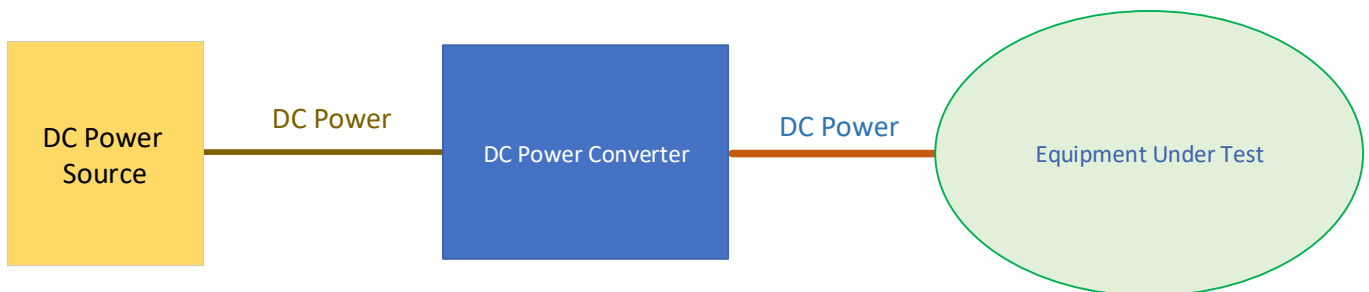 DC Power
Source
DC Power
DC Power Converter
DC Power
Equipment Under Test